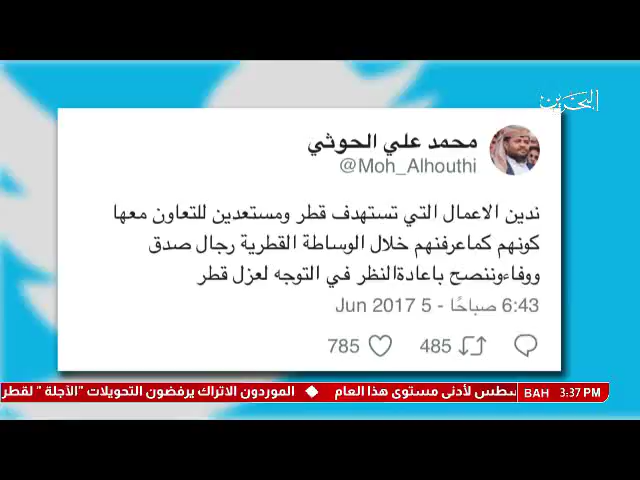 البحرين
محمد علي الحوثي
@Moh_Alhouthi
ندين الاعمال التي تستهدف قطر ومستعدين للتعاون معها
كونهم كماعرفنهم خلال الوساطة القطرية رجال صدق
ووفاءوننصح باعادةالنظر في التوجه لعزل قطر
6:43 صباحًا - 5 Jun 2017
485 785
سطس لأدنى مستوى هذا العام ◆ الموردون الاتراك يرفضون التحويلات "الآجلة" لقطر
BAH 3:37 PM